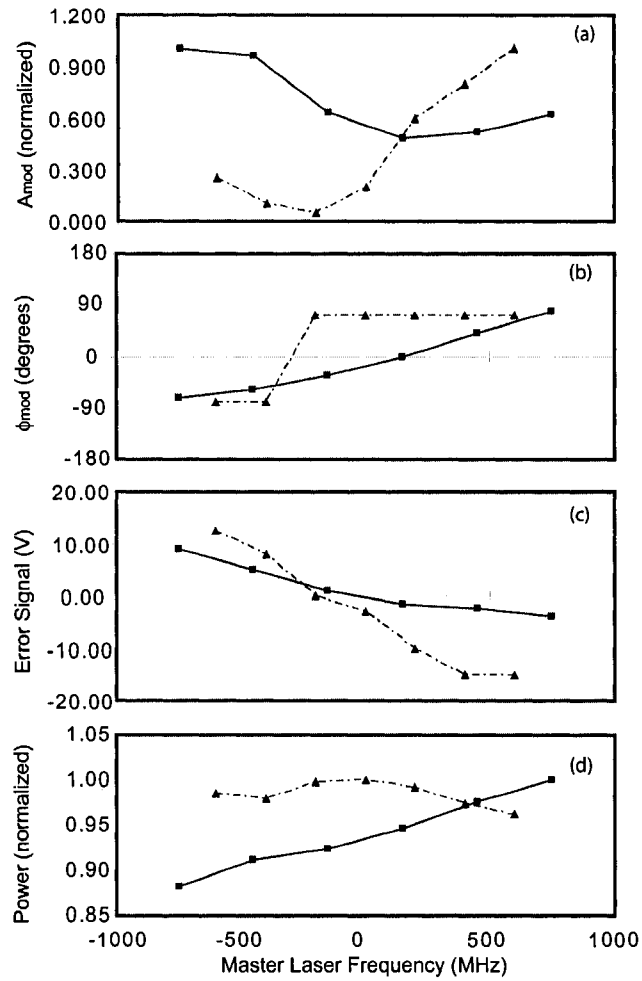 1.200
0.900
0.600
0.300
0.000
Amod (normalized)
(a)
180
90
0
-90
-180
ϕmod (degrees)
(b)
20.00
10.00
0.00
-10.00
-20.00
Error Signal (V)
(c)
1.05
1.00
0.95
0.90
0.85
Power (normalized)
(d)
-1000 -500 0 500 1000
Master Laser Frequency (MHz)